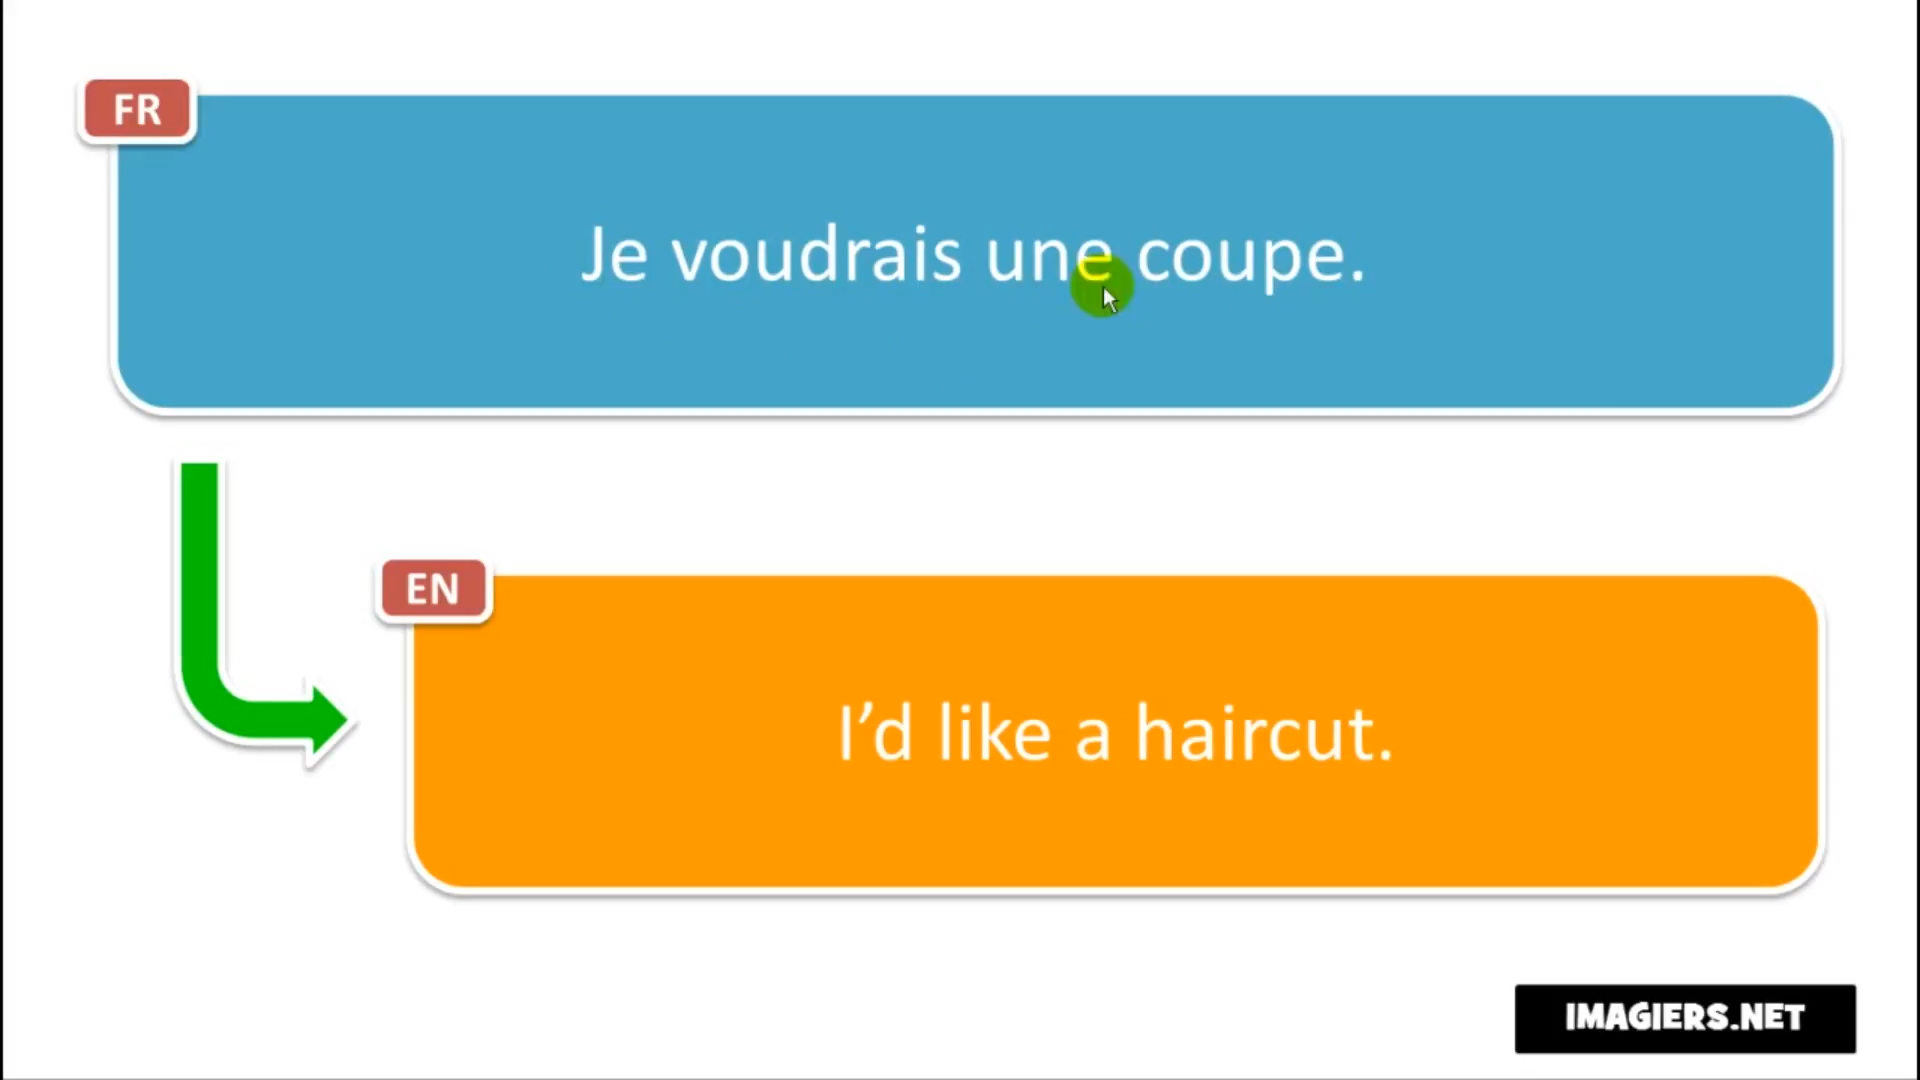 FR
Je voudrais une coupe.
EN
I’d like a haircut.
IMAGIERS.NET